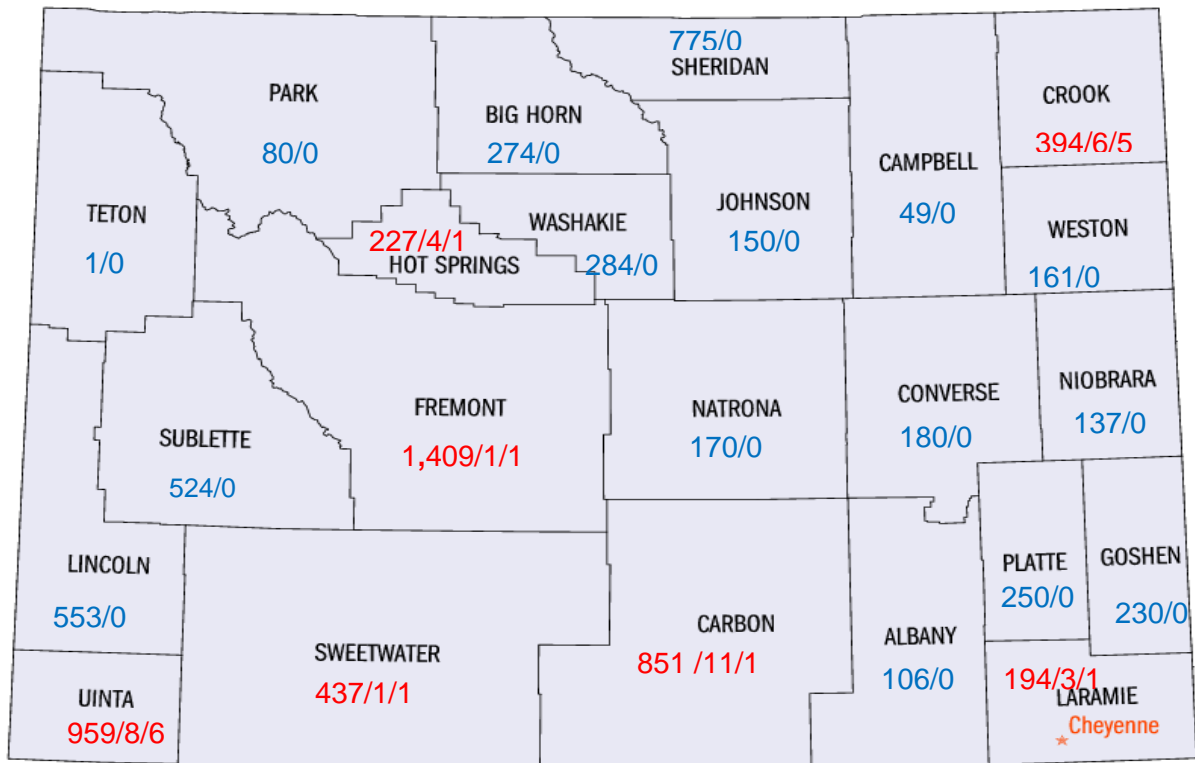 775/0
SHERIDAN
PARK
80/0
BIG HORN
274/0
CROOK
394/6/5
CAMPBELL
49/0
TETON
1/0
JOHNSON
150/0
WASHAKIE
284/0
227/4/1
HOT SPRINGS
WESTON
161/0
FREMONT
1,409/1/1
SUBLETTE
524/0
NATRONA
170/0
CONVERSE
180/0
NIOBRARA
137/0
LINCOLN
553/0
PLATTE
250/0
GOSHEN
230/0
SWEETWATER
437/1/1
CARBON
851 /11/1
ALBANY
106/0
UINTA
959/8/6
194/3/1
LARAMIE
Cheyenne